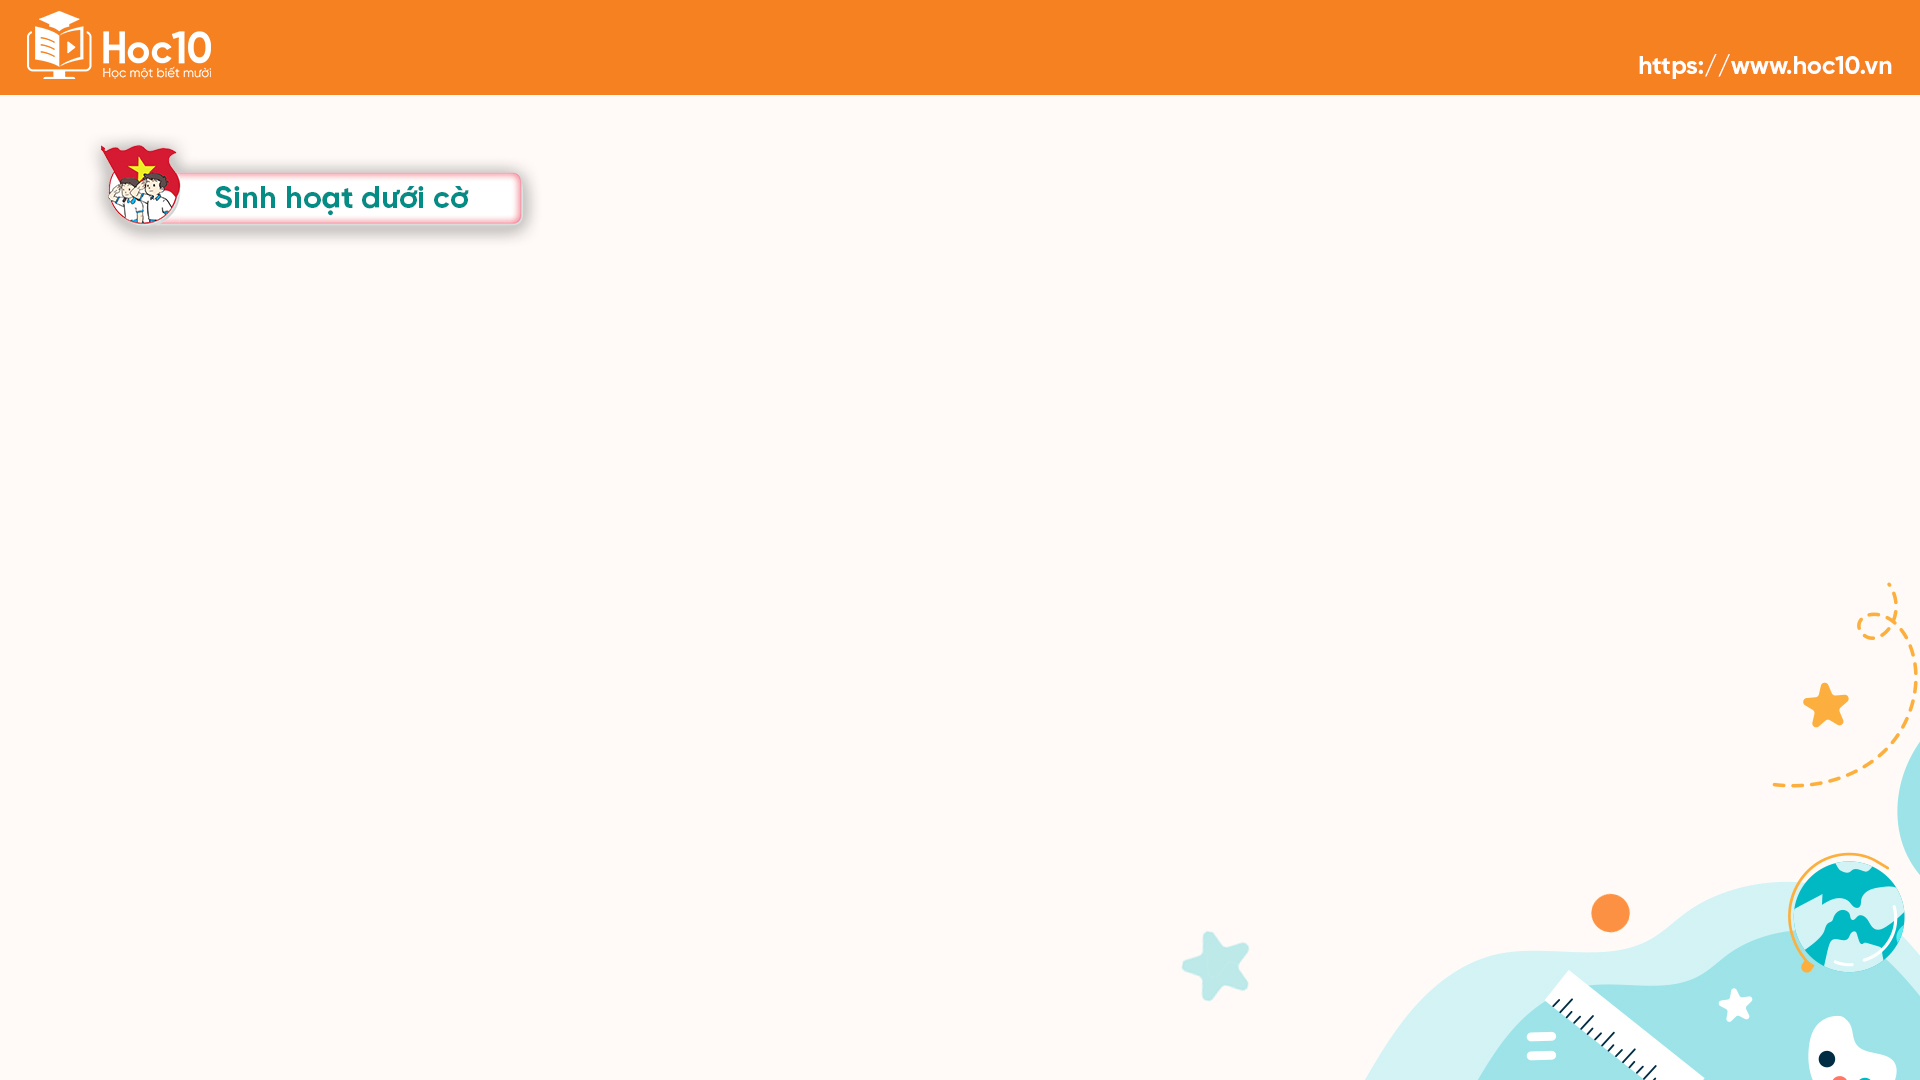 Hoc10
Học một biết mười
https://www.hoc10.vn
Sinh hoạt dưới cờ